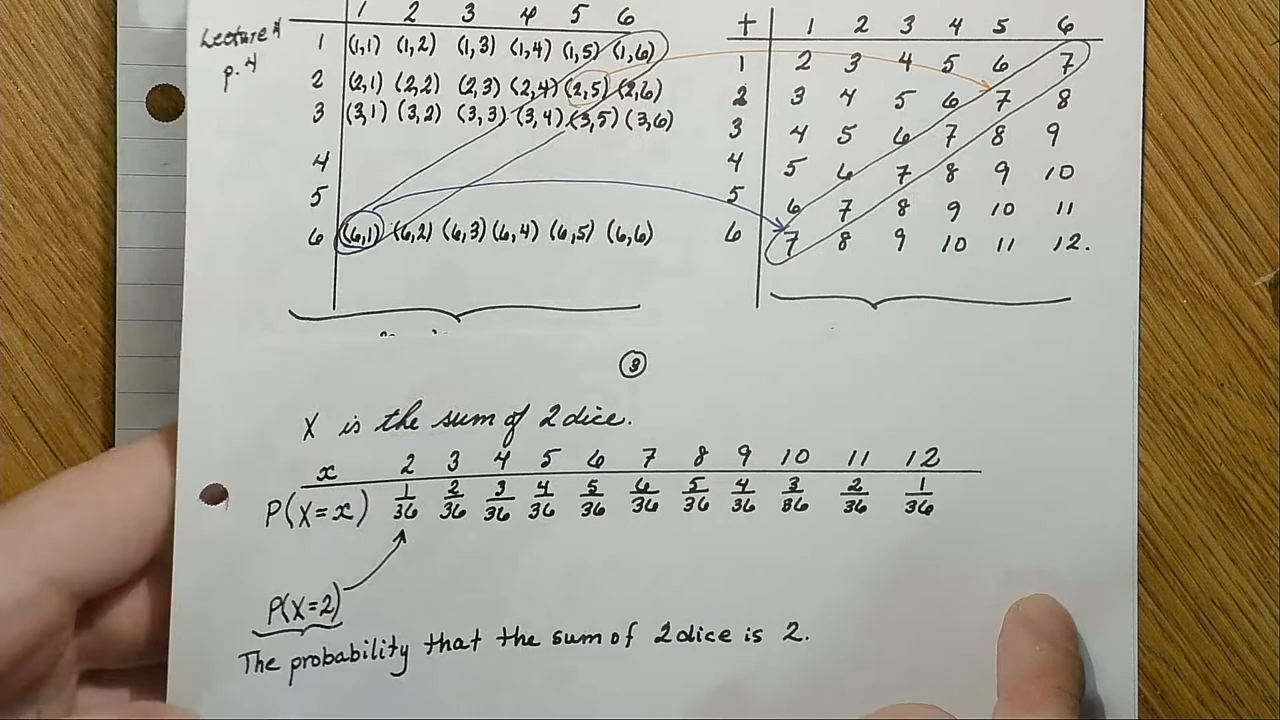 Lecture 4
p. 4
1 2 3 4 5 6
1 (1,1) (1,2) (1,3) (1,4) (1,5) (1,6)
2 (2,1) (2,2) (2,3) (2,4) (2,5) (2,6)
3 (3,1) (3,2) (3,3) (3,4) (3,5) (3,6)
4
5
6 (6,1) (6,2) (6,3) (6,4) (6,5) (6,6)
+ 1 2 3 4 5 6
1 2 3 4 5 6 7
2 3 4 5 6 7 8
3 4 5 6 7 8 9
4 5 6 7 8 9 10
5 6 7 8 9 10 11
6 7 8 9 10 11 12.
3
X is the sum of 2 dice.
x 2 3 4 5 6 7 8 9 10 11 12
P(X=x) 1/36 2/36 3/36 4/36 5/36 6/36 5/36 4/36 3/36 2/36 1/36
P(X=2)
The probability that the sum of 2 dice is 2.